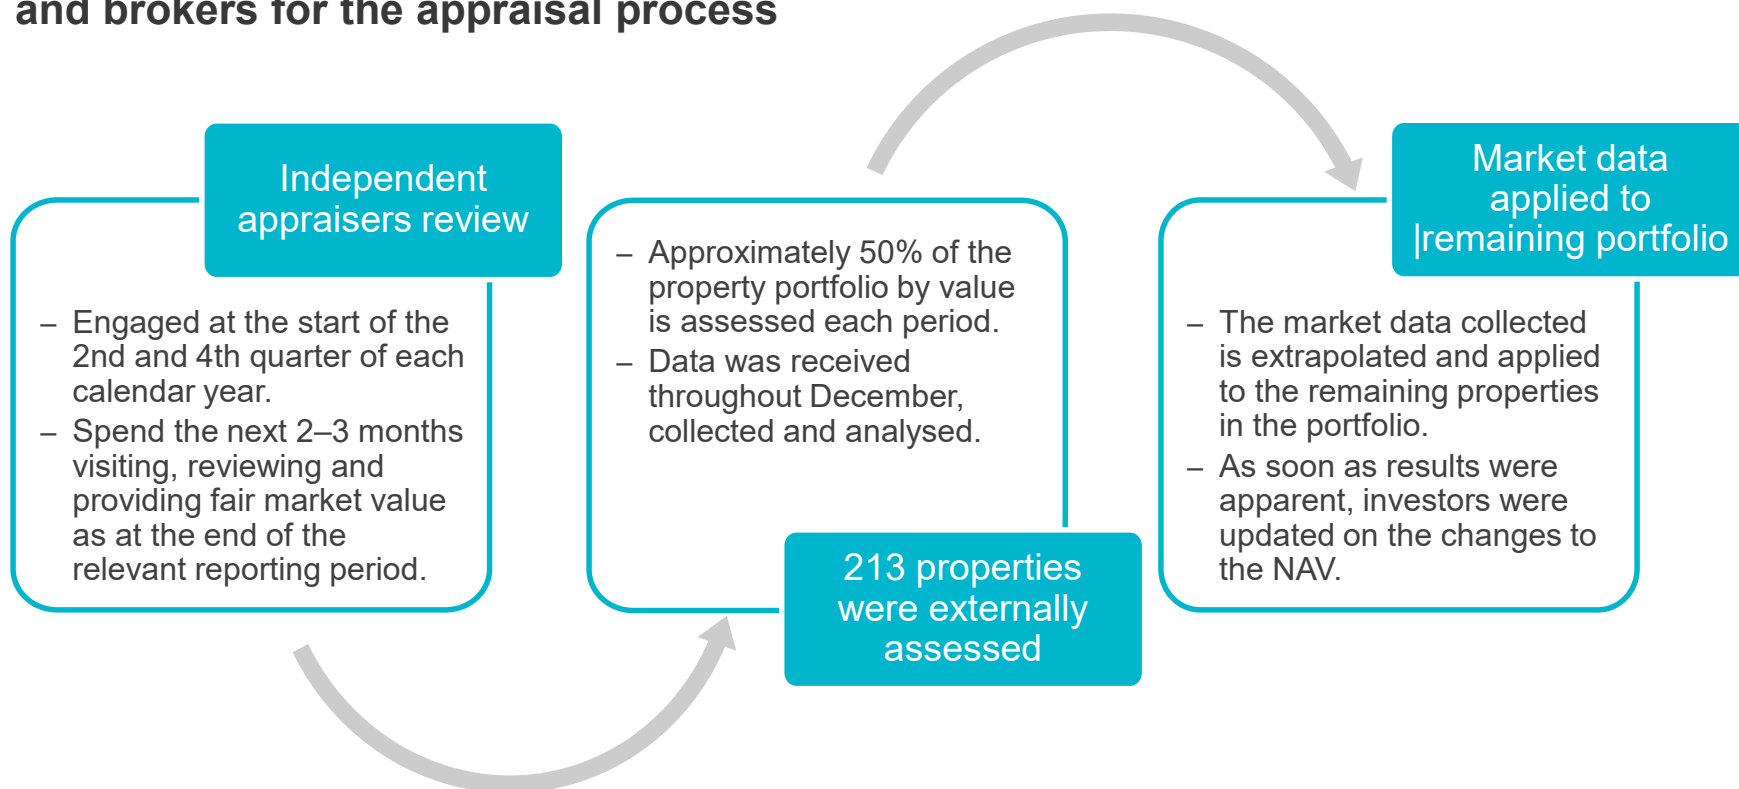 and brokers for the appraisal process
Independent
appraisers review
– Engaged at the start of the
2nd and 4th quarter of each
calendar year.
– Spend the next 2–3 months
visiting, reviewing and
providing fair market value
as at the end of the
relevant reporting period.
– Approximately 50% of the
property portfolio by value
is assessed each period.
– Data was received
throughout December,
collected and analysed.
213 properties
were externally
assessed
Market data
applied to
|remaining portfolio
– The market data collected
is extrapolated and applied
to the remaining properties
in the portfolio.
– As soon as results were
apparent, investors were
updated on the changes to
the NAV.